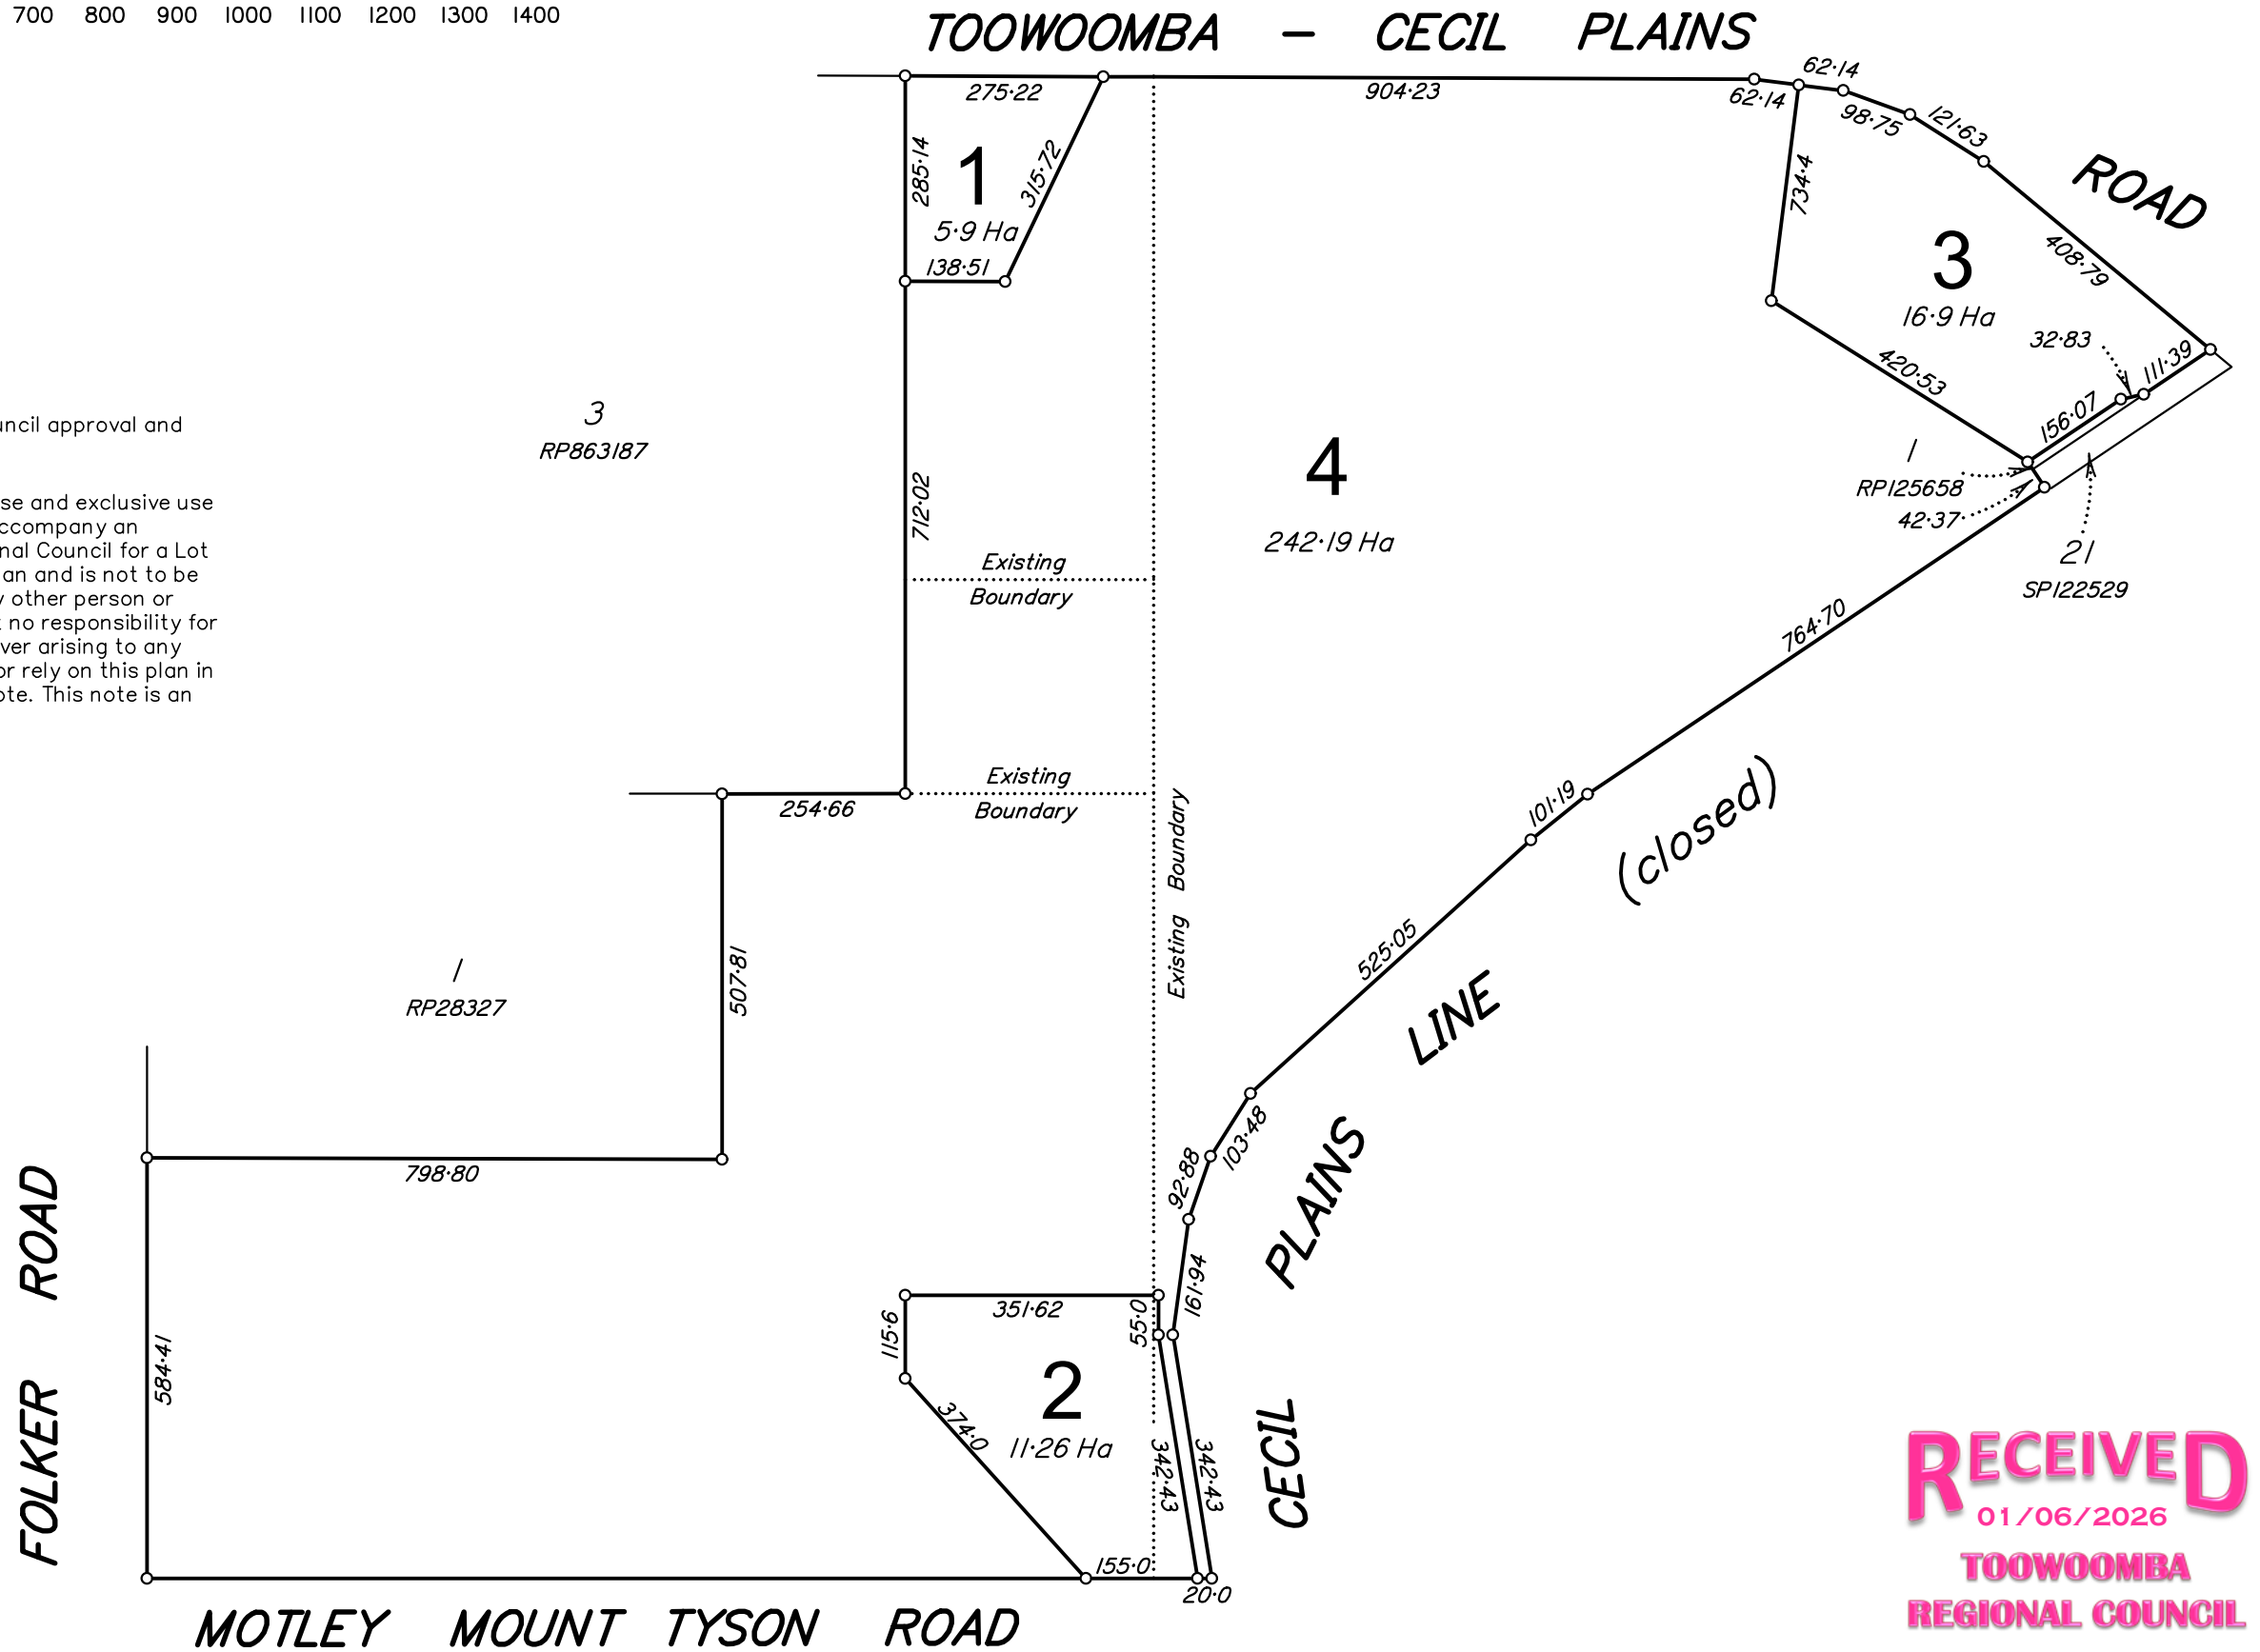 700 800 900 1000 1100 1200 1300 1400
TOOWOOMBA – CECIL PLAINS
ROAD
275·22
904·23
62·14
62·14
98·75
121·63
408·79
285·14
1
5·9 Ha
315·72
138·51
734·4
3
16·9 Ha
32·83
111·39
156·07
420·53
3
RP863187
712·02
4
242·19 Ha
1
RP125658
42·37
21
SP122529
uncil approval and
se and exclusive use
ccompany an
nal Council for a Lot
an and is not to be
y other person or
t no responsibility for
ver arising to any
or rely on this plan in
ote. This note is an
Existing
Boundary
Existing
Boundary
Existing Boundary
254·66
764·70
101·19
(closed)
525·05
507·81
1
RP28327
798·80
103·48
92·88
161·94
CECIL PLAINS LINE
FOLKER ROAD
584·41
351·62
115·6
55·0
2
11·26 Ha
374·0
342·43
342·43
155·0
20·0
MOTLEY MOUNT TYSON ROAD
RECEIVED
01/06/2026
TOOWOOMBA
REGIONAL COUNCIL